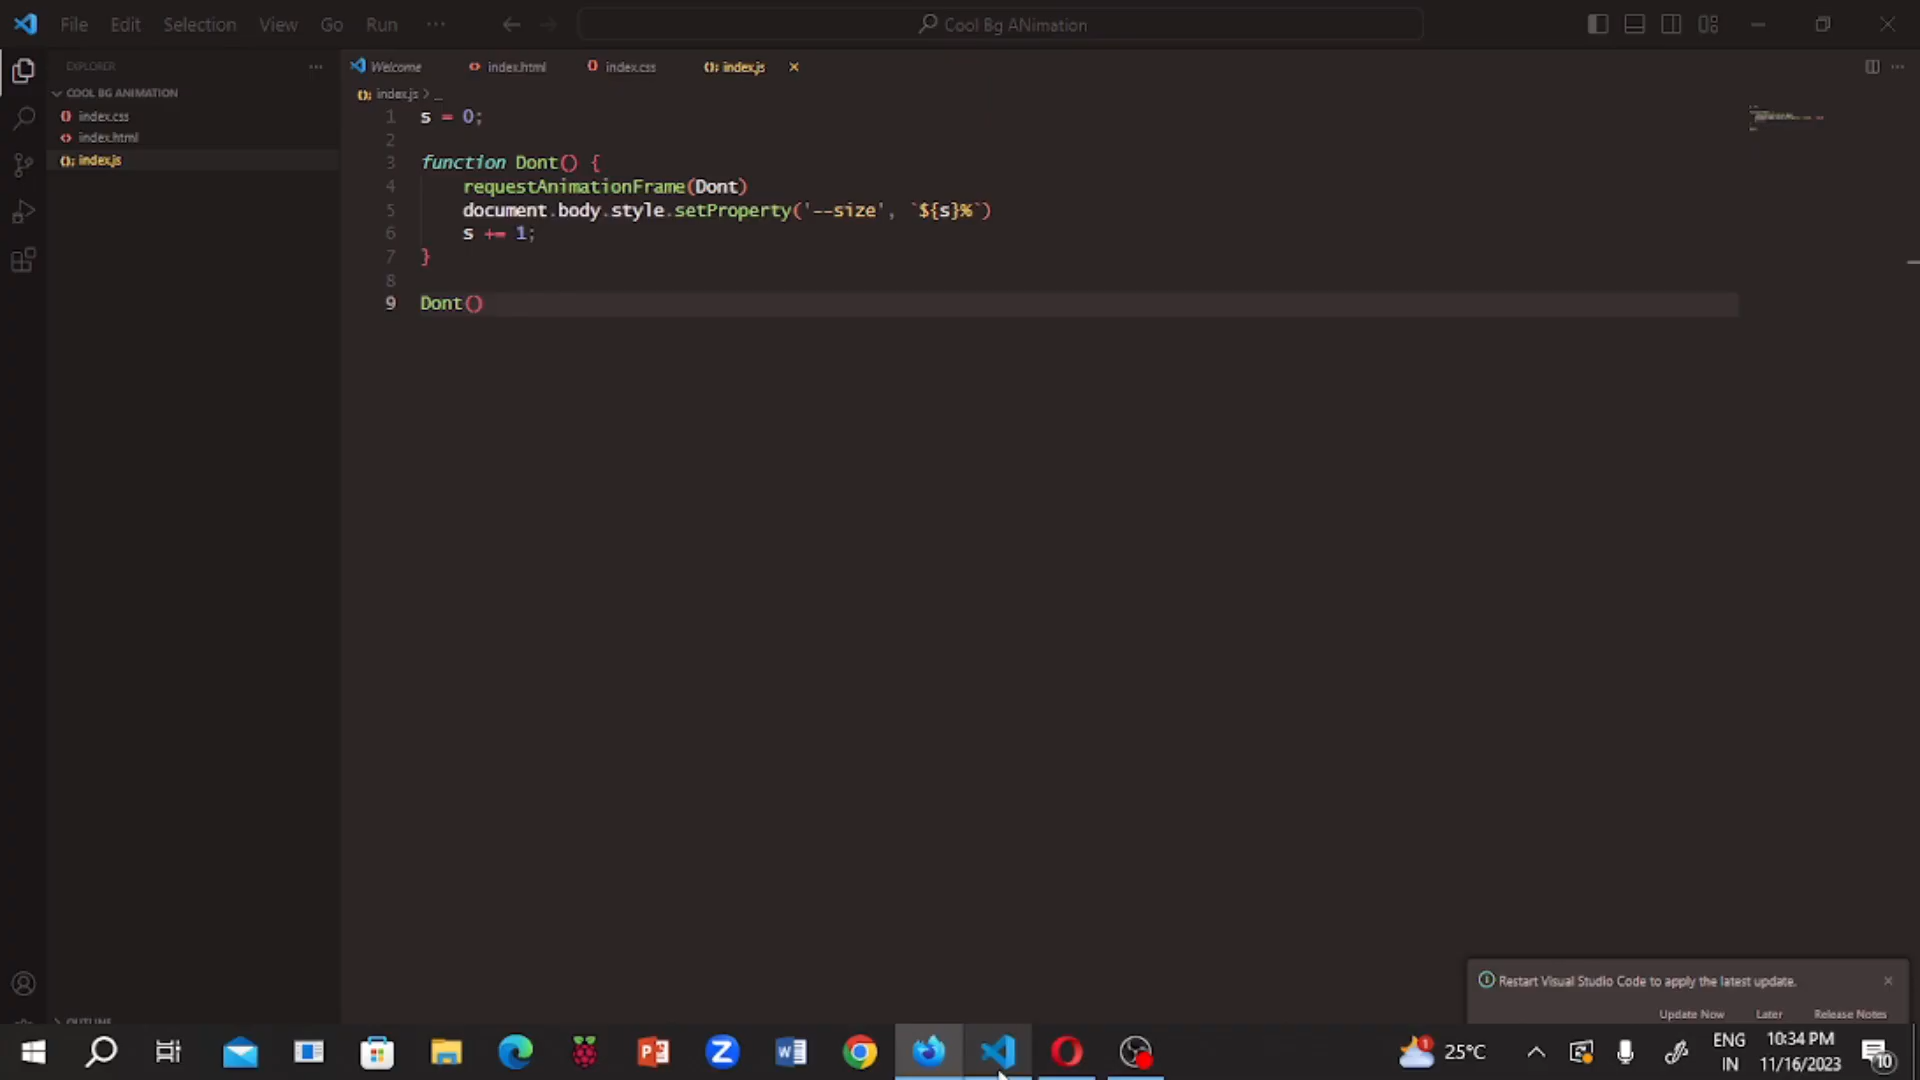 File Edit Selection View Go Run ···
Cool Bg ANimation
EXPLORER ···
Welcome index.html index.css index.js
COOL BG ANIMATION
index.css
index.html
index.js
index.js > ...
1 s = 0;
2
3 function Dont() {
4 requestAnimationFrame(Dont)
5 document.body.style.setProperty('--size', `${s}%`)
6 s += 1;
7 }
8
9 Dont()
Restart Visual Studio Code to apply the latest update.
Update Now Later Release Notes
OUTLINE
25°C
ENG
IN
10:34 PM
11/16/2023
1
10